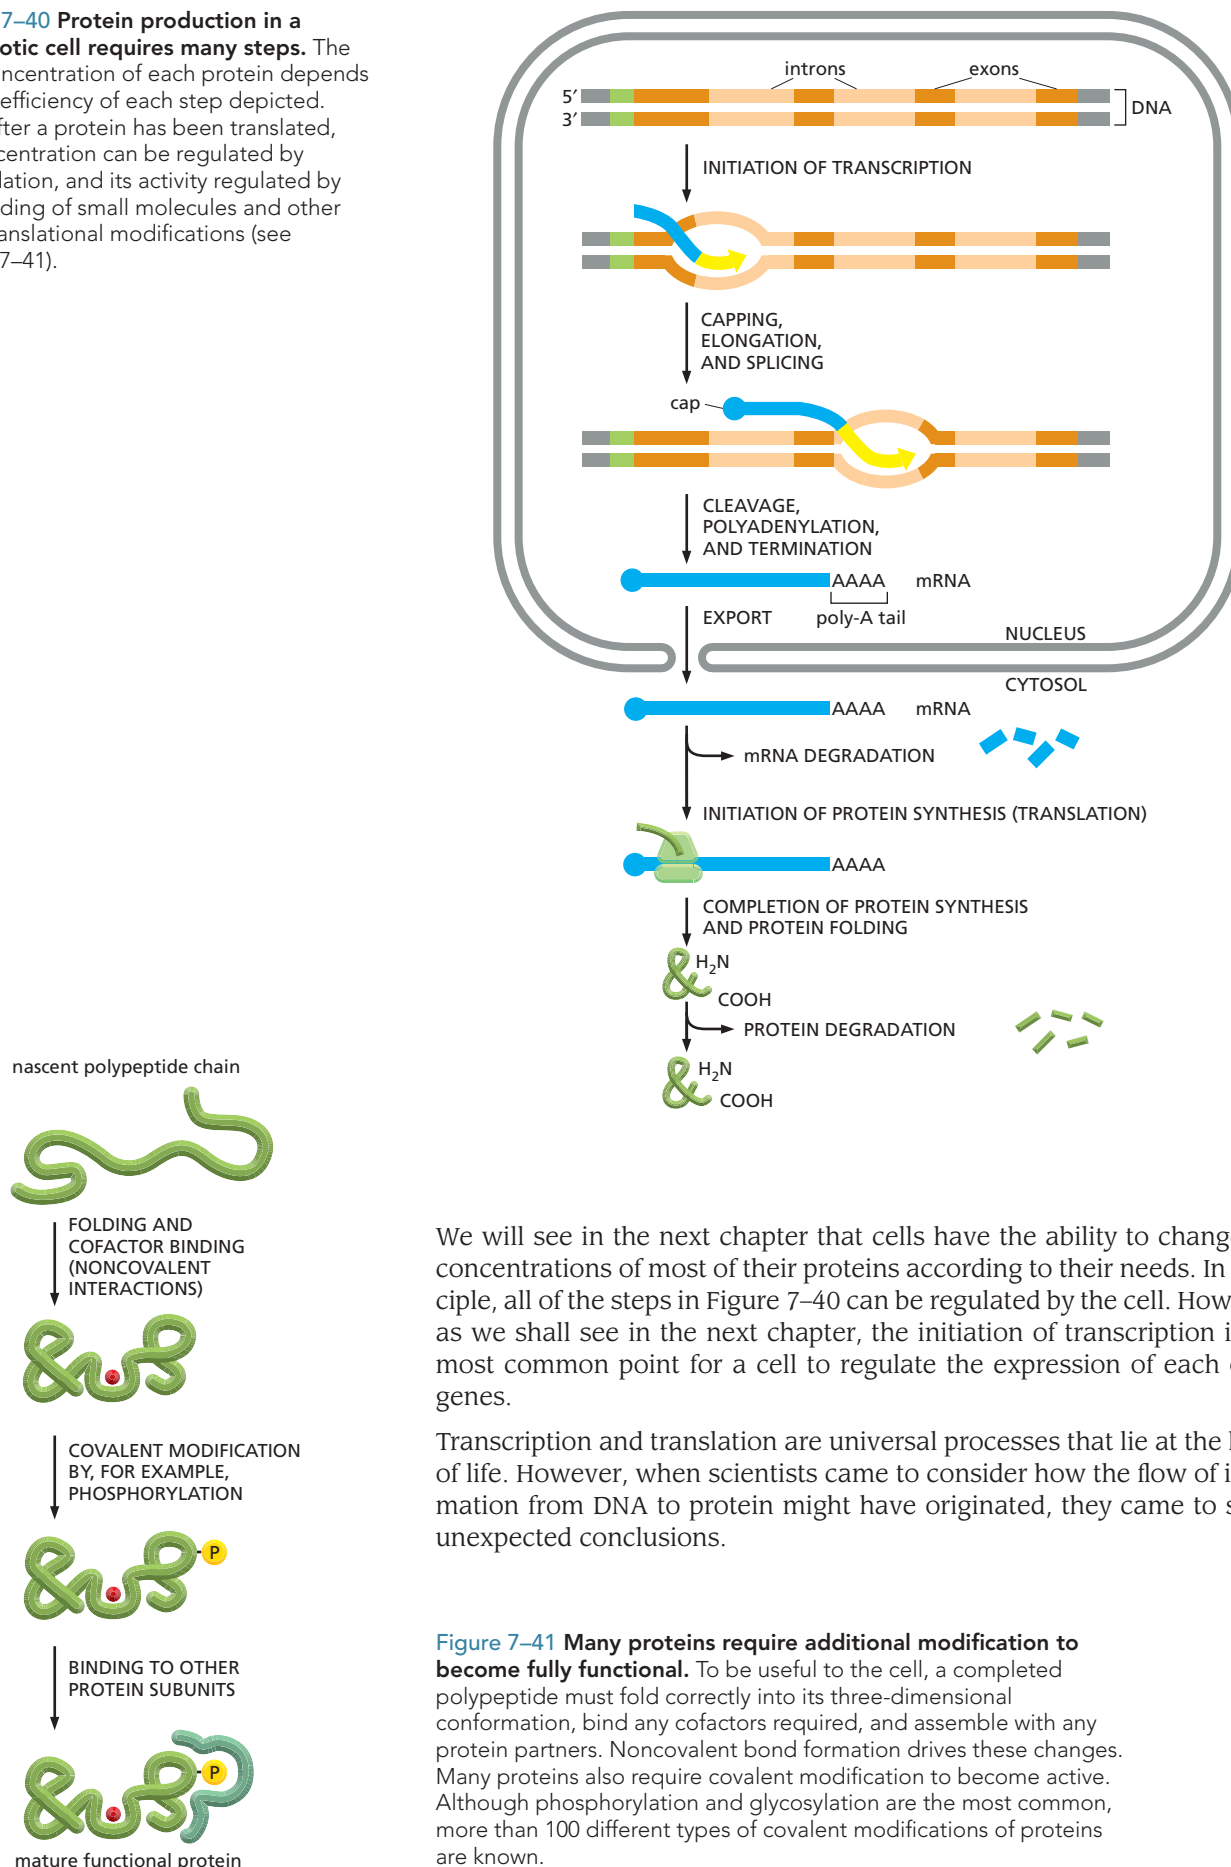 7–40 Protein production in a
otic cell requires many steps. The
ncentration of each protein depends
efficiency of each step depicted.
fter a protein has been translated,
centration can be regulated by
dation, and its activity regulated by
ding of small molecules and other
ranslational modifications (see
7–41).
introns
exons
5′
3′
DNA
INITIATION OF TRANSCRIPTION
CAPPING,
ELONGATION,
AND SPLICING
cap
CLEAVAGE,
POLYADENYLATION,
AND TERMINATION
AAAA mRNA
EXPORT
poly-A tail
NUCLEUS
CYTOSOL
AAAA mRNA
mRNA DEGRADATION
INITIATION OF PROTEIN SYNTHESIS (TRANSLATION)
AAAA
COMPLETION OF PROTEIN SYNTHESIS
AND PROTEIN FOLDING
H2N
COOH
PROTEIN DEGRADATION
H2N
COOH
nascent polypeptide chain
FOLDING AND
COFACTOR BINDING
(NONCOVALENT
INTERACTIONS)
COVALENT MODIFICATION
BY, FOR EXAMPLE,
PHOSPHORYLATION
P
BINDING TO OTHER
PROTEIN SUBUNITS
P
mature functional protein
We will see in the next chapter that cells have the ability to chang
concentrations of most of their proteins according to their needs. In
ciple, all of the steps in Figure 7–40 can be regulated by the cell. How
as we shall see in the next chapter, the initiation of transcription i
most common point for a cell to regulate the expression of each
genes.
Transcription and translation are universal processes that lie at the
of life. However, when scientists came to consider how the flow of i
mation from DNA to protein might have originated, they came to s
unexpected conclusions.
Figure 7–41 Many proteins require additional modification to
become fully functional. To be useful to the cell, a completed
polypeptide must fold correctly into its three-dimensional
conformation, bind any cofactors required, and assemble with any
protein partners. Noncovalent bond formation drives these changes.
Many proteins also require covalent modification to become active.
Although phosphorylation and glycosylation are the most common,
more than 100 different types of covalent modifications of proteins
are known.